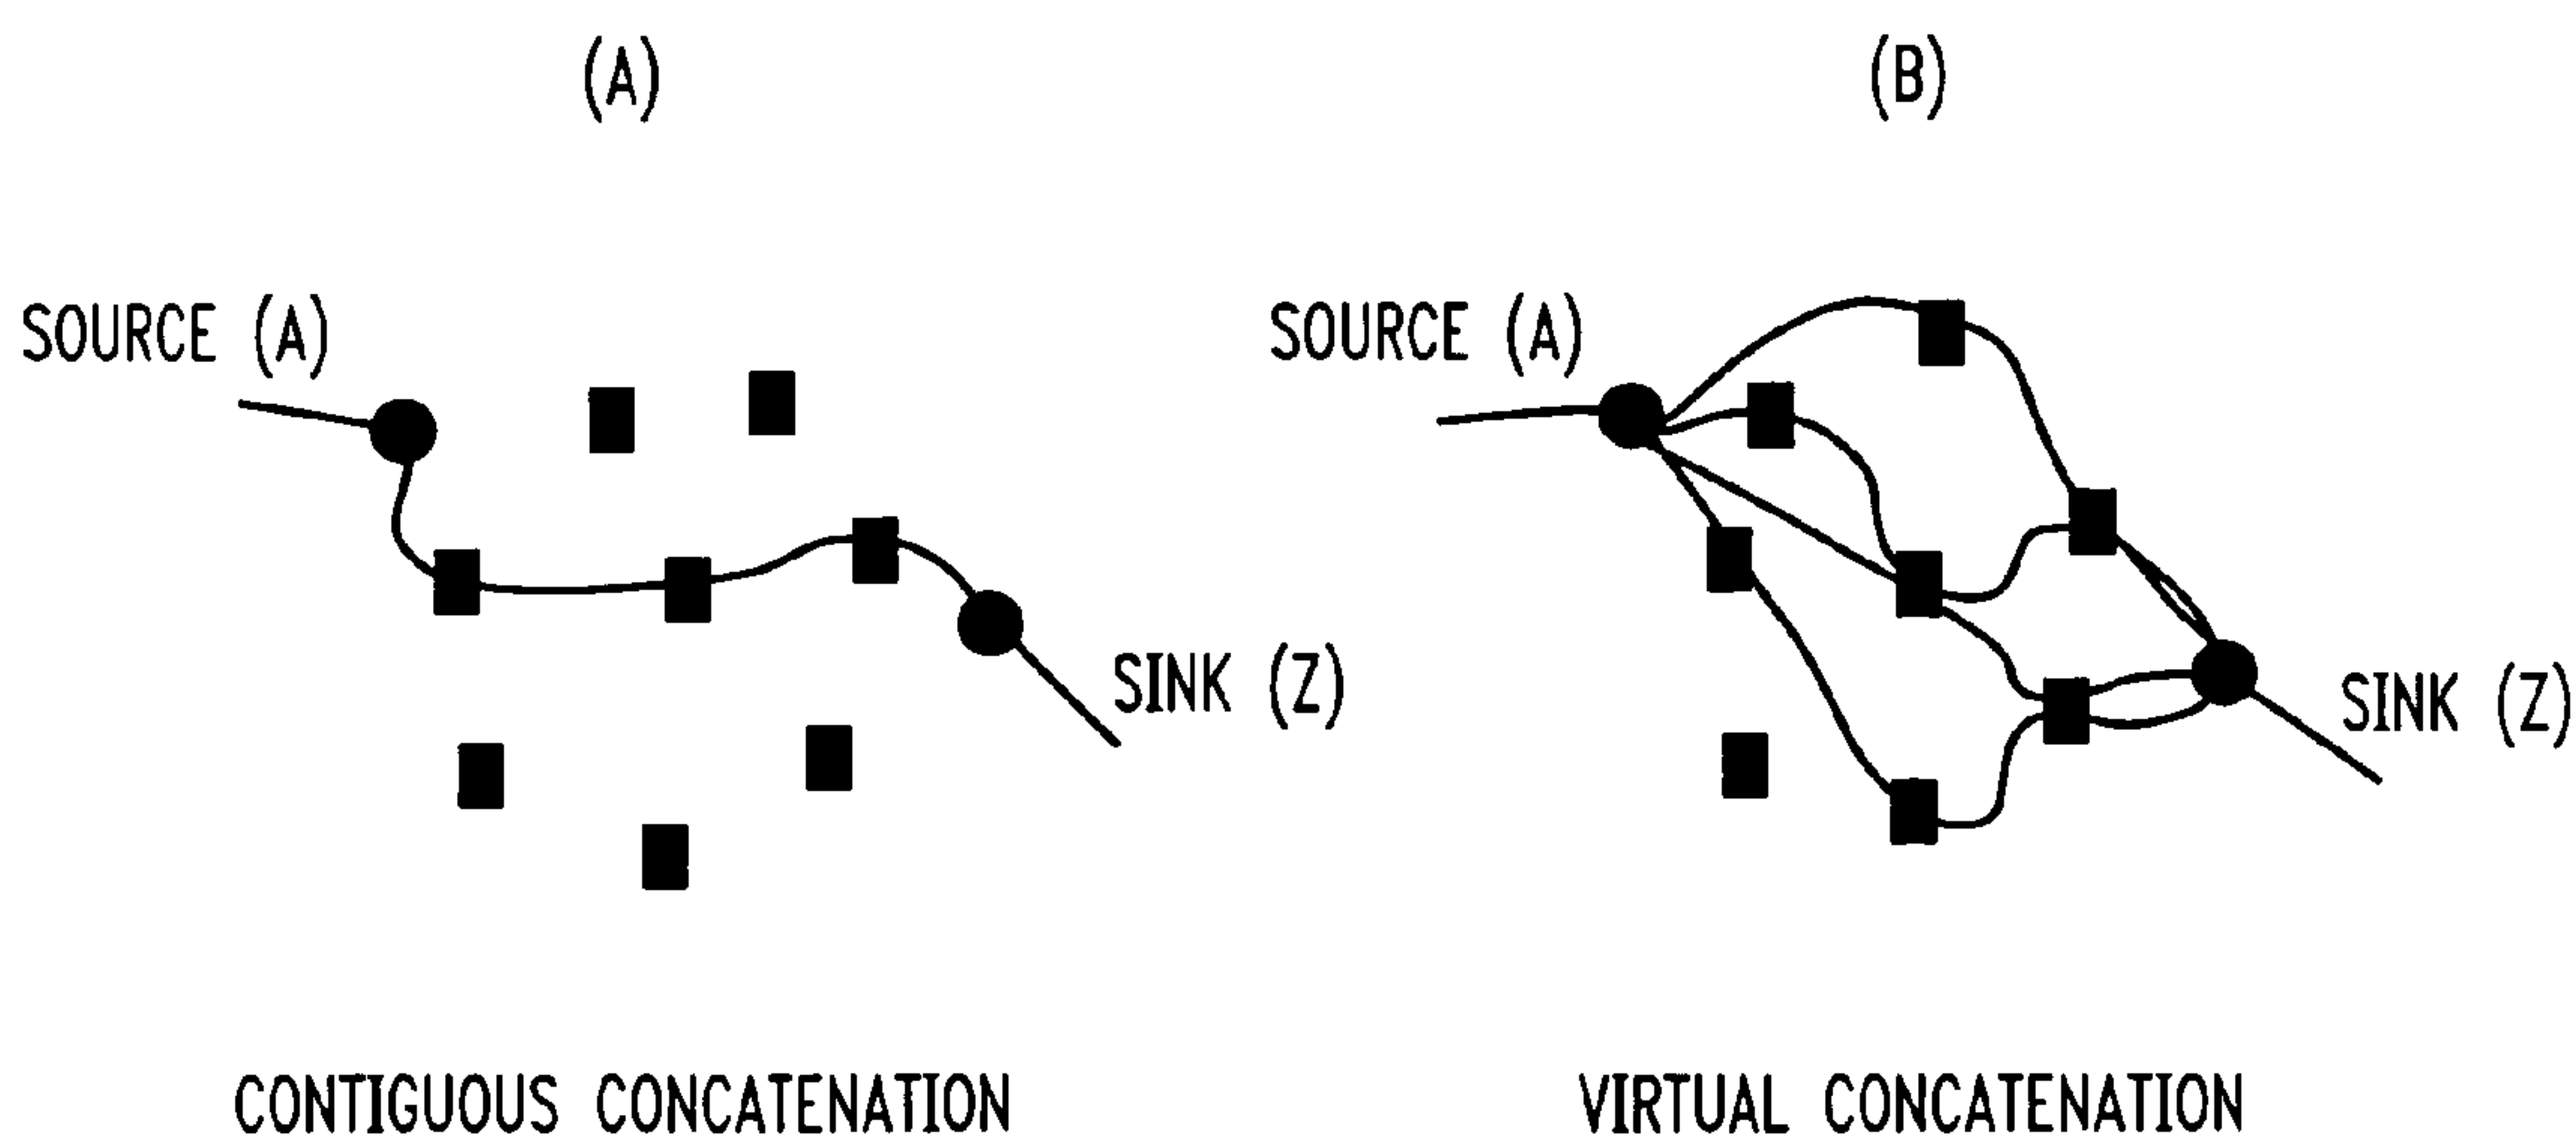 (A)
SOURCE (A)
SINK (Z)
CONTIGUOUS CONCATENATION
(B)
SOURCE (A)
SINK (Z)
VIRTUAL CONCATENATION